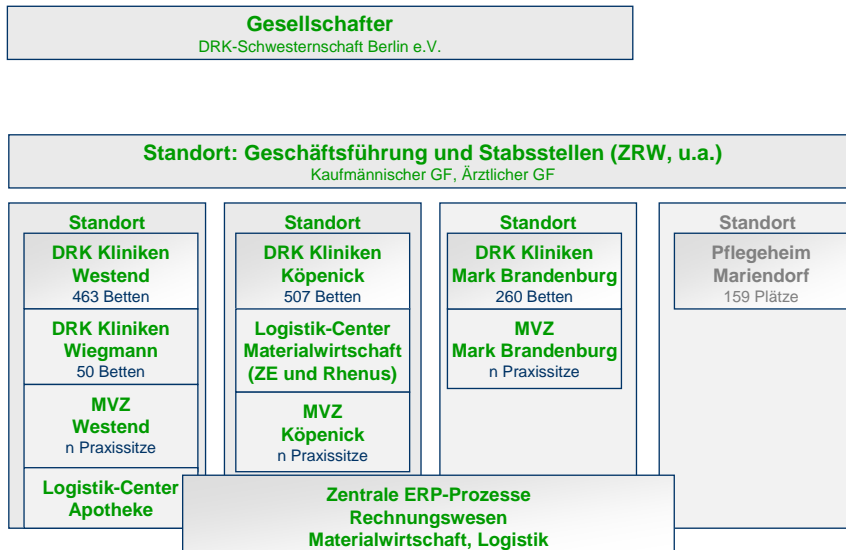 Gesellschafter
DRK-Schwesternschaft Berlin e.V.
Standort: Geschäftsführung und Stabsstellen (ZRW, u.a.)
Kaufmännischer GF, Ärztlicher GF
Standort
DRK Kliniken
Westend
463 Betten
DRK Kliniken
Wiegmann
50 Betten
MVZ
Westend
n Praxissitze
Logistik-Center
Apotheke
Standort
DRK Kliniken
Köpenick
507 Betten
Logistik-Center
Materialwirtschaft
(ZE und Rhenus)
MVZ
Köpenick
n Praxissitze
Standort
DRK Kliniken
Mark Brandenburg
260 Betten
MVZ
Mark Brandenburg
n Praxissitze
Standort
Pflegeheim
Mariendorf
159 Plätze
Zentrale ERP-Prozesse
Rechnungswesen
Materialwirtschaft, Logistik